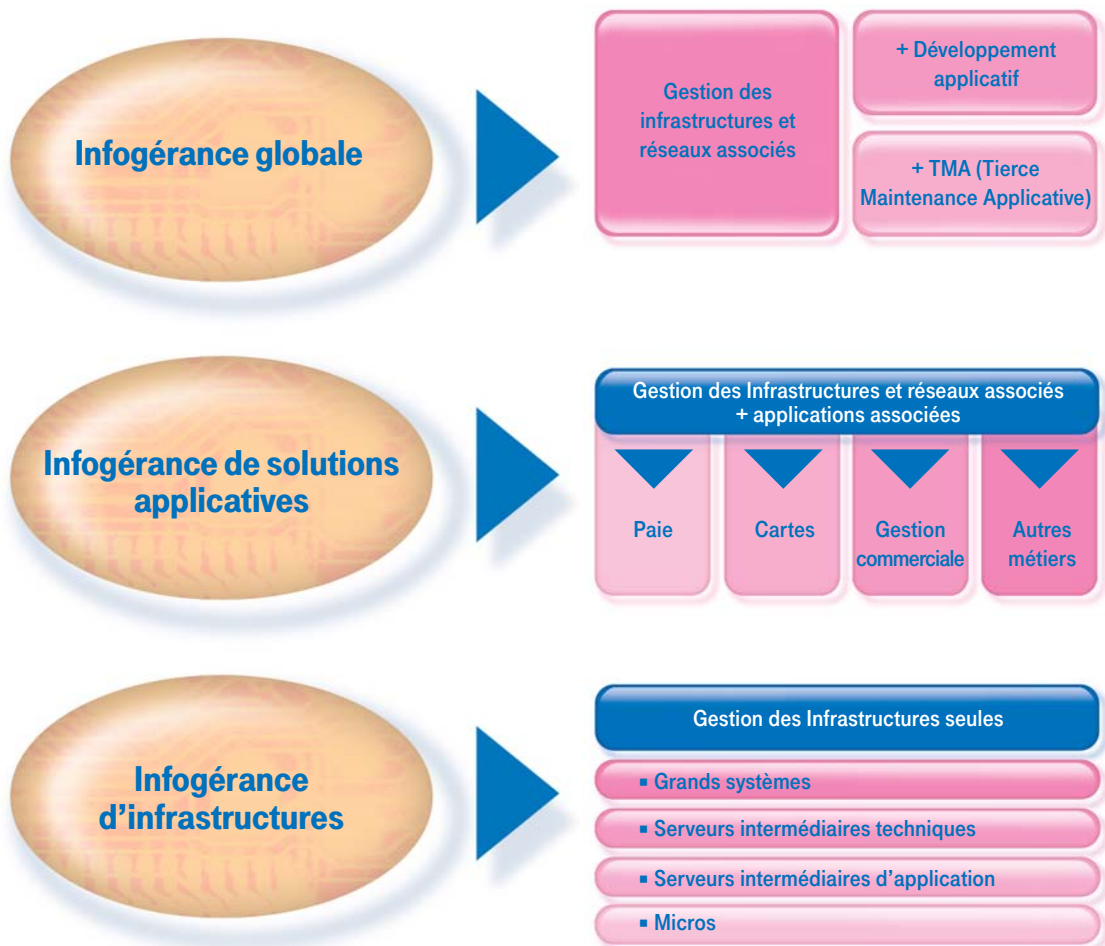 Infogérance globale
Gestion des
infrastructures et
réseaux associés
+ Développement
applicatif
+ TMA (Tierce
Maintenance Applicative)
Infogérance de solutions
applicatives
Gestion des Infrastructures et réseaux associés
+ applications associées
Paie
Cartes
Gestion
commerciale
Autres
métiers
Infogérance
d’infrastructures
Gestion des Infrastructures seules
▪ Grands systèmes
▪ Serveurs intermédiaires techniques
▪ Serveurs intermédiaires d’application
▪ Micros